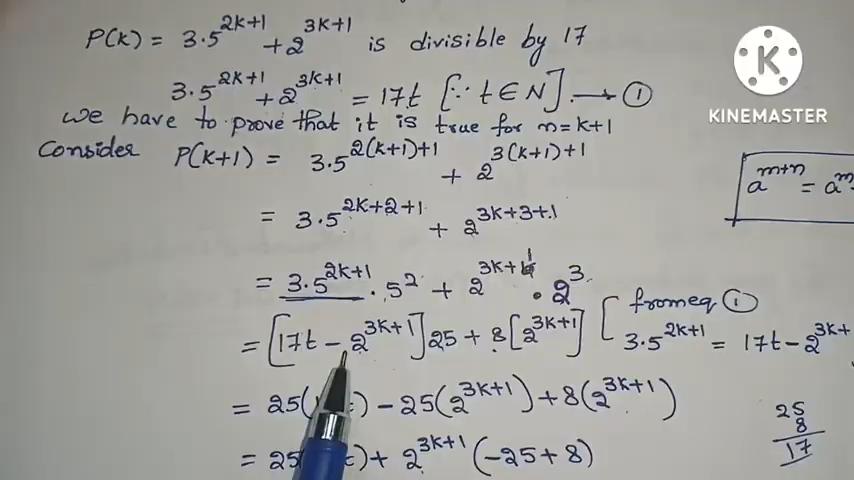 P(k) = 3·5^{2k+1} + 2^{3k+1} is divisible by 17
3·5^{2k+1} + 2^{3k+1} = 17t [∵ t ∈ N]. → ①
we have to prove that it is true for n=k+1
Consider P(k+1) = 3·5^{2(k+1)+1} + 2^{3(k+1)+1}
= 3·5^{2k+2+1} + 2^{3k+3+1}
= 3·5^{2k+1} · 5^2 + 2^{3k+1} · 2^3
= [17t - 2^{3k+1}] 25 + 8[2^{3k+1}]
= 25( ) - 25(2^{3k+1}) + 8(2^{3k+1})
= 25 ) + 2^{3k+1} (-25+8)
[from eq ①
3·5^{2k+1} = 17t - 2^{3k+
a^{m+n} = a^m
25
8
17
K
KINEMASTER